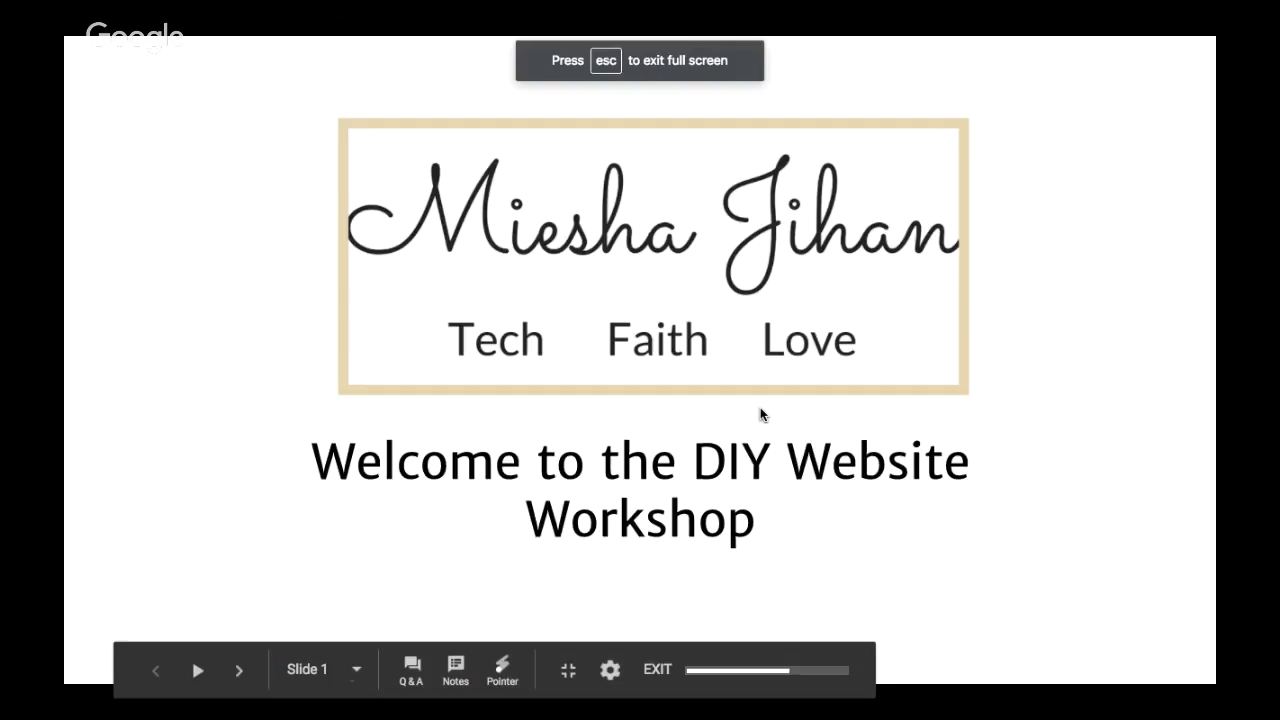 Google
Press esc to exit full screen
Miesha Jihan
Tech Faith Love
Welcome to the DIY Website
Workshop
Slide 1
Q & A Notes Pointer
EXIT